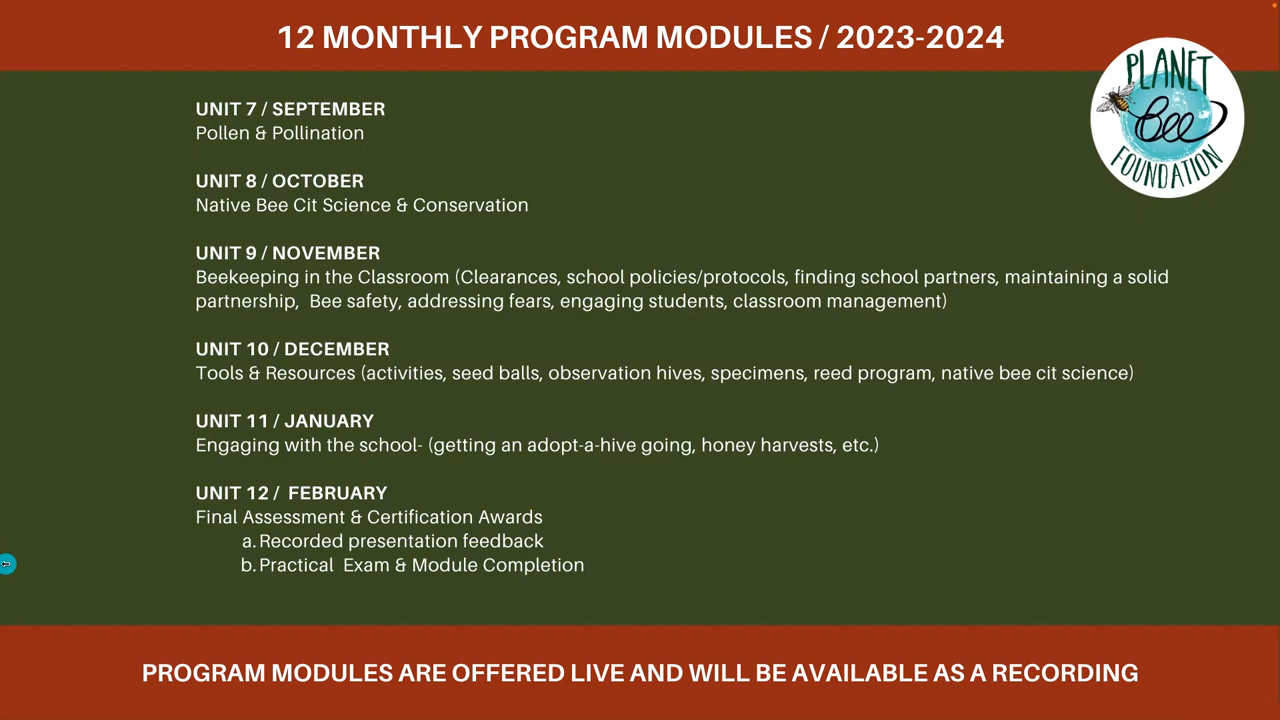 12 MONTHLY PROGRAM MODULES / 2023-2024
PLANET
Bee
FOUNDATION
UNIT 7 / SEPTEMBER
Pollen & Pollination
UNIT 8 / OCTOBER
Native Bee Cit Science & Conservation
UNIT 9 / NOVEMBER
Beekeeping in the Classroom (Clearances, school policies/protocols, finding school partners, maintaining a solid
partnership,  Bee safety, addressing fears, engaging students, classroom management)
UNIT 10 / DECEMBER
Tools & Resources (activities, seed balls, observation hives, specimens, reed program, native bee cit science)
UNIT 11 / JANUARY
Engaging with the school- (getting an adopt-a-hive going, honey harvests, etc.)
UNIT 12 /  FEBRUARY
Final Assessment & Certification Awards
a. Recorded presentation feedback
b. Practical  Exam & Module Completion
PROGRAM MODULES ARE OFFERED LIVE AND WILL BE AVAILABLE AS A RECORDING